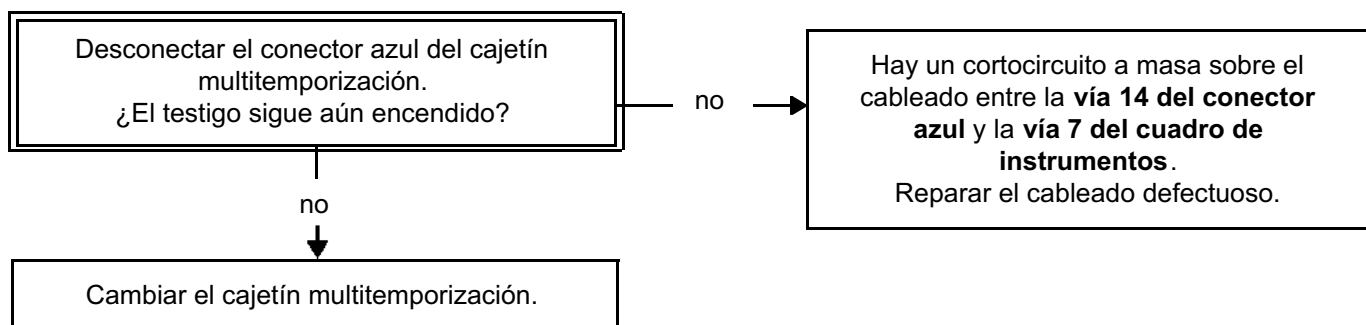 Desconectar el conector azul del cajetín
multitemporización.
¿El testigo sigue aún encendido?
no
Hay un cortocircuito a masa sobre el
cableado entre la vía 14 del conector
azul y la vía 7 del cuadro de
instrumentos.
Reparar el cableado defectuoso.
no
Cambiar el cajetín multitemporización.